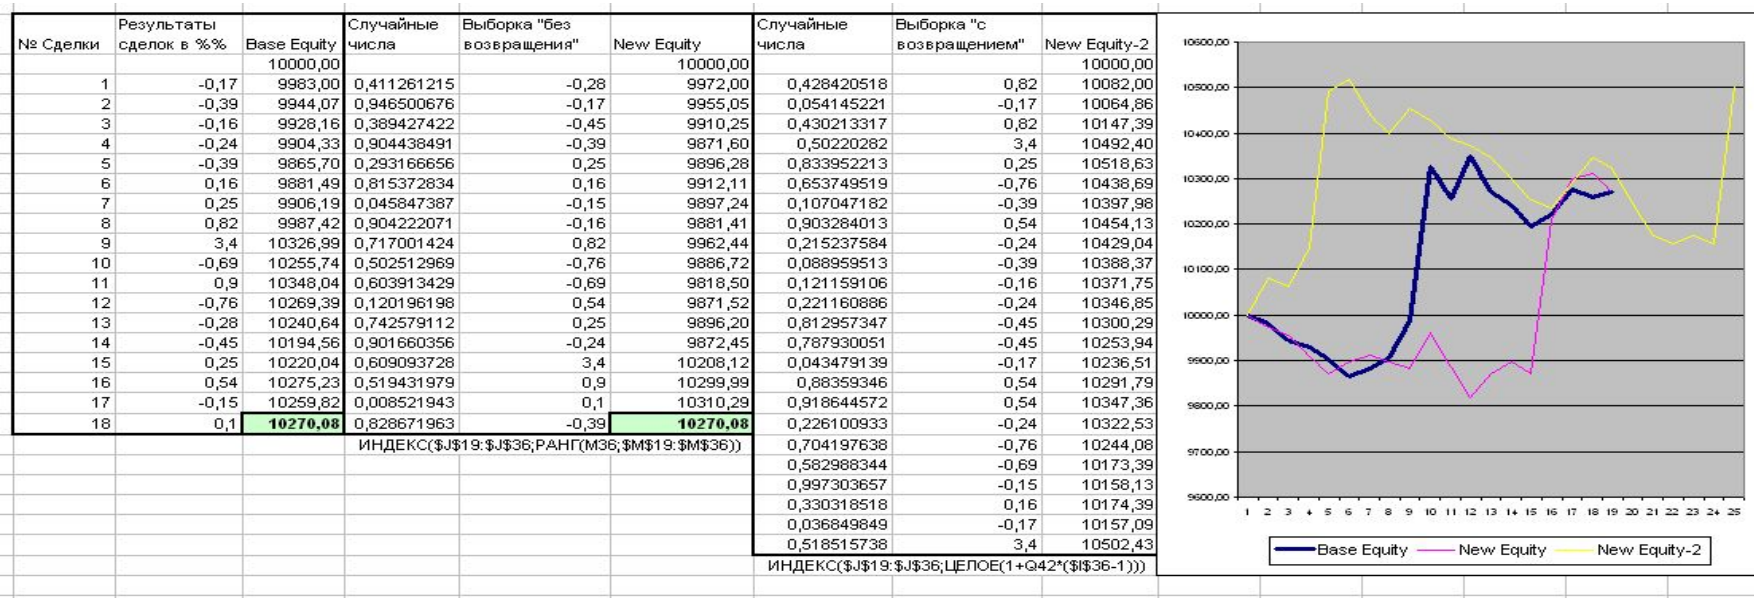 Результаты Случайные Выборка "без Случайные Выборка "с
№ Сделки сделок в %% Base Equity числа возвращения" New Equity числа возвращением" New Equity-2
10000,00 10000,00 10000,00
1 -0,17 9983,00 0,411261215 -0,28 9972,00 0,428420518 0,82 10082,00
2 -0,39 9944,07 0,946500676 -0,17 9955,05 0,054145221 -0,17 10064,86
3 -0,16 9928,16 0,389427422 -0,45 9910,25 0,430213317 0,82 10147,39
4 -0,24 9904,33 0,904438491 -0,39 9871,60 0,50220282 3,4 10492,40
5 -0,39 9865,70 0,293166656 0,25 9896,28 0,833952213 0,25 10518,63
6 0,16 9881,49 0,815372834 0,16 9912,11 0,653749519 -0,76 10438,69
7 0,25 9906,19 0,045847387 -0,15 9897,24 0,107047182 -0,39 10397,98
8 0,82 9987,42 0,904222071 -0,16 9881,41 0,903284013 0,54 10454,13
9 3,4 10326,99 0,717001424 0,82 9962,44 0,215237584 -0,24 10429,04
10 -0,69 10255,74 0,502512969 -0,76 9886,72 0,088959513 -0,39 10388,37
11 0,9 10348,04 0,603913429 -0,69 9818,50 0,121159106 -0,16 10371,75
12 -0,76 10269,39 0,120196198 0,54 9871,52 0,221160886 -0,24 10346,85
13 -0,28 10240,64 0,742579112 0,25 9896,20 0,812957347 -0,45 10300,29
14 -0,45 10194,56 0,901660356 -0,24 9872,45 0,787930051 -0,45 10253,94
15 0,25 10220,04 0,609093728 3,4 10208,12 0,043479139 -0,17 10236,51
16 0,54 10275,23 0,519431979 0,9 10299,99 0,88359346 0,54 10291,79
17 -0,15 10259,82 0,008521943 0,1 10310,29 0,918644572 0,54 10347,36
18 0,1 10270,08 0,828671963 -0,39 10270,08 0,226100933 -0,24 10322,53
ИНДЕКС($J$19:$J$36;РАНГ(M36;$M$19:$M$36)) 0,704197638 -0,76 10244,08
0,582988344 -0,69 10173,39
0,997303657 -0,15 10158,13
0,330318518 0,16 10174,39
0,036849849 -0,17 10157,09
0,518515738 3,4 10502,43
ИНДЕКС($J$19:$J$36;ЦЕЛОЕ(1+Q42*($I$36-1)))
10600,00
10500,00
10400,00
10300,00
10200,00
10100,00
10000,00
9900,00
9800,00
9700,00
9600,00
1 2 3 4 5 6 7 8 9 10 11 12 13 14 15 16 17 18 19 20 21 22 23 24 25
Base Equity New Equity New Equity-2